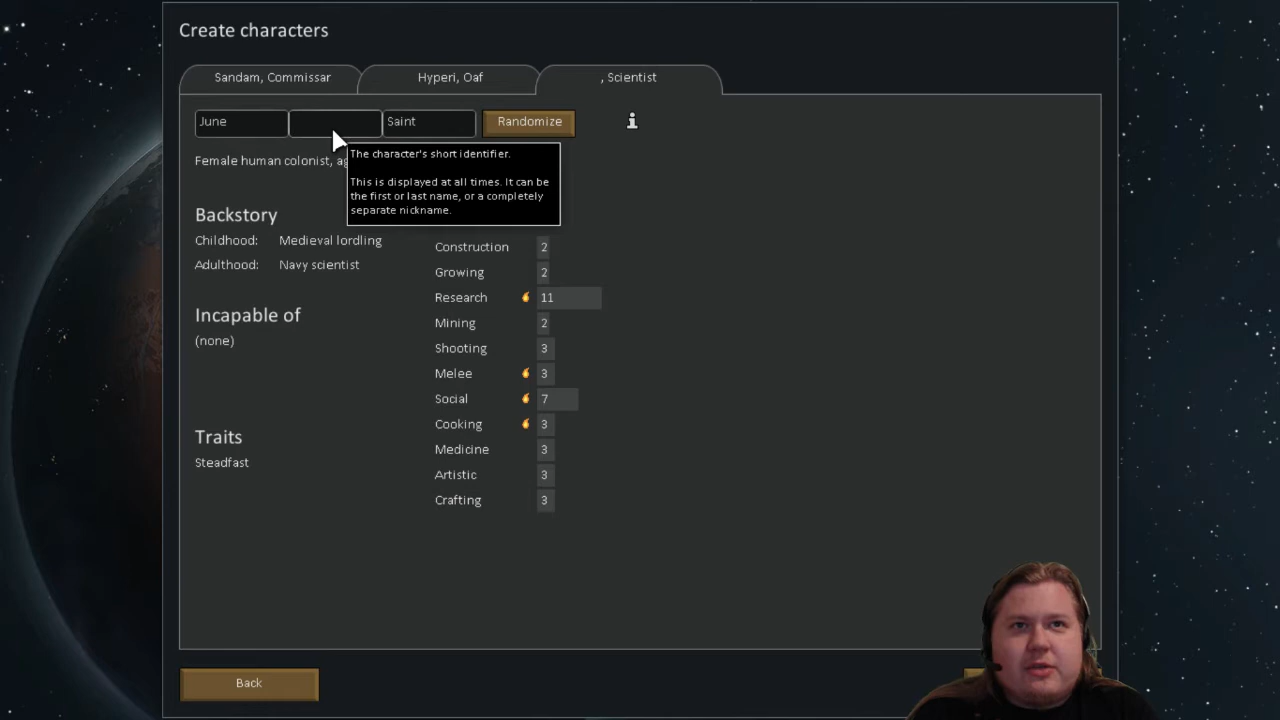 Create characters
Sandam, Commissar
Hyperi, Oaf
, Scientist
June
Saint
Randomize
Female human colonist, ag
The character's short identifier.
This is displayed at all times. It can be
the first or last name, or a completely
separate nickname.
Backstory
Childhood: Medieval lordling
Adulthood: Navy scientist
Incapable of
(none)
Traits
Steadfast
Construction 2
Growing 2
Research 11
Mining 2
Shooting 3
Melee 3
Social 7
Cooking 3
Medicine 3
Artistic 3
Crafting 3
Back